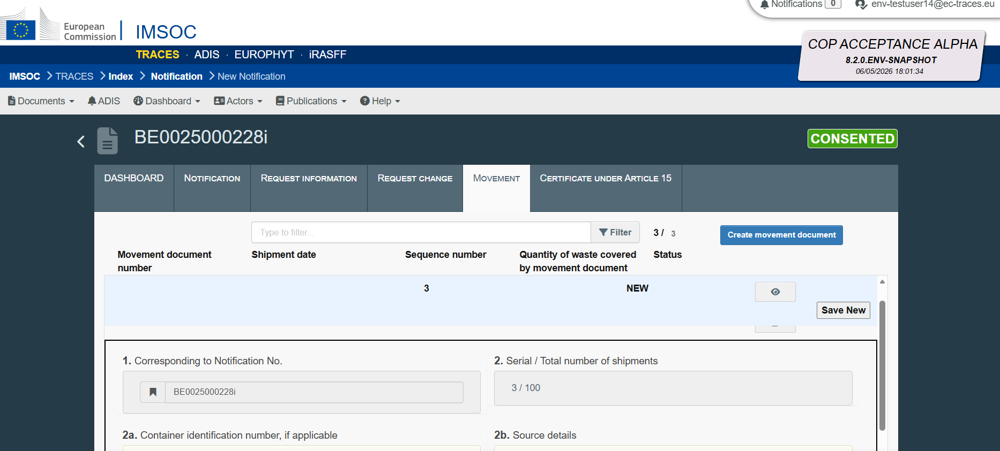 Notifications 0 env-testuser14@ec-traces.eu
European
Commission
IMSOC
COP ACCEPTANCE ALPHA
8.2.0.ENV-SNAPSHOT
06/05/2026 18:01:34
TRACES · ADIS · EUROPHYT · iRASFF
IMSOC > TRACES > Index > Notification > New Notification
Documents ADIS Dashboard Actors Publications Help
BE0025000228i
CONSENTED
DASHBOARD Notification Request information Request change Movement Certificate under Article 15
Type to filter... Filter 3 / 3 Create movement document
Movement document number Shipment date Sequence number Quantity of waste covered by movement document Status
3 NEW
Save New
1. Corresponding to Notification No.
BE0025000228i
2. Serial / Total number of shipments
3 / 100
2a. Container identification number, if applicable
2b. Source details